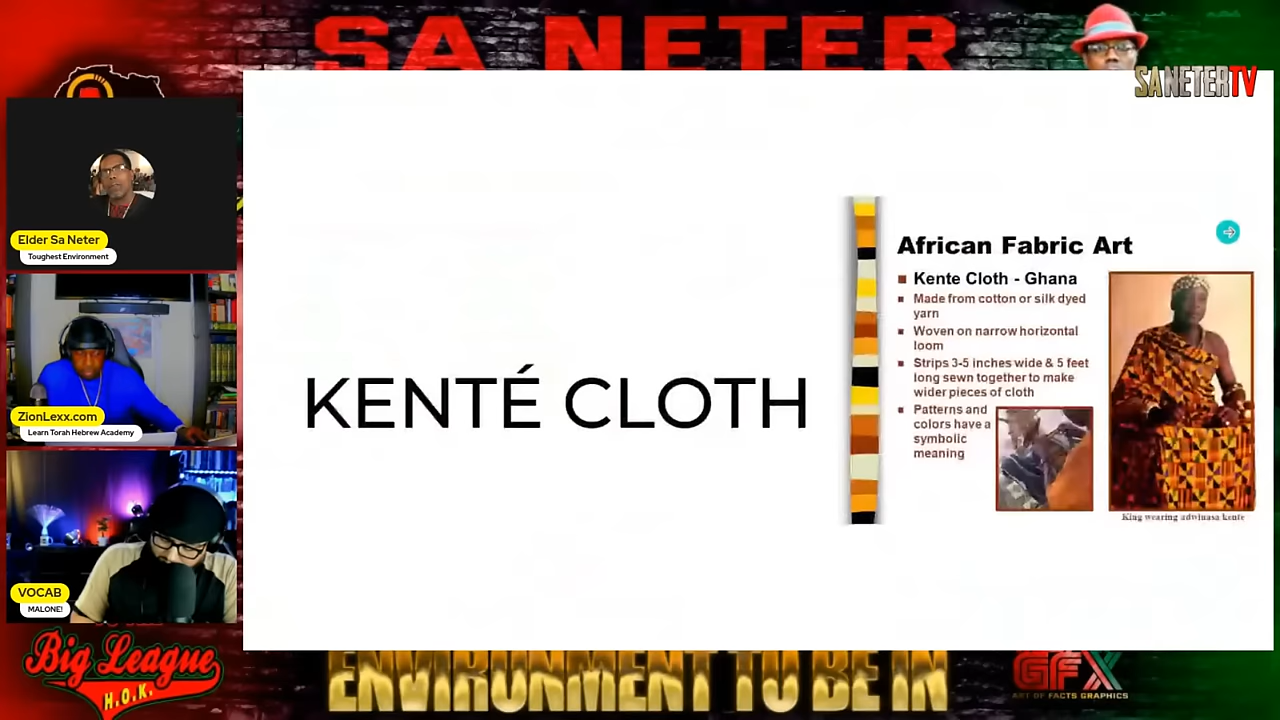 SA NETER
SANETERTV
Elder Sa Neter
Toughest Environment
ZionLexx.com
Learn Torah Hebrew Academy
VOCAB
MALONE!
KENTÉ CLOTH
African Fabric Art
Kente Cloth - Ghana
Made from cotton or silk dyed
yarn
Woven on narrow horizontal
loom
Strips 3-5 inches wide & 5 feet
long sewn together to make
wider pieces of cloth
Patterns and
colors have a
symbolic
meaning
King wearing adwinasa kente
Big League
H.O.K.
ENVIRONMENT TO BE IN
GFX
ART OF FACTS GRAPHICS